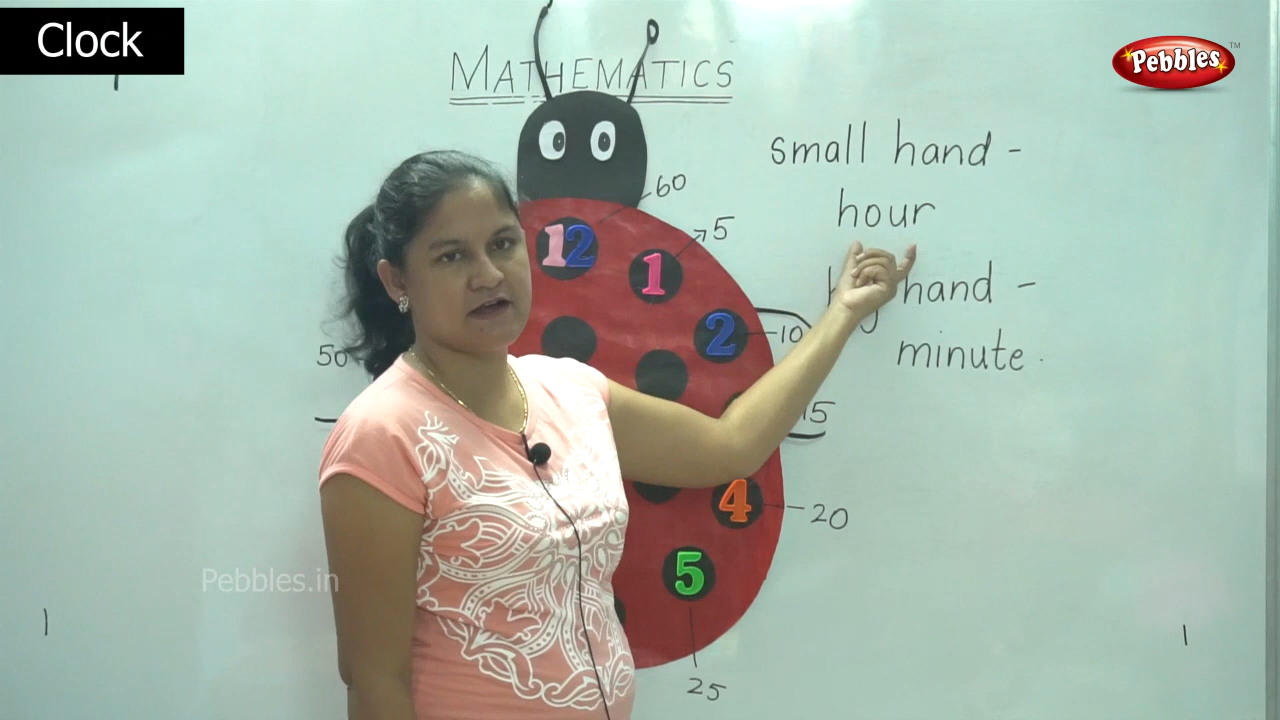 Clock
Pebbles
TM
MATHEMATICS
small hand -
hour
hand -
minute.
60
12
5
1
2
10
50
4
20
5
25
Pebbles.in